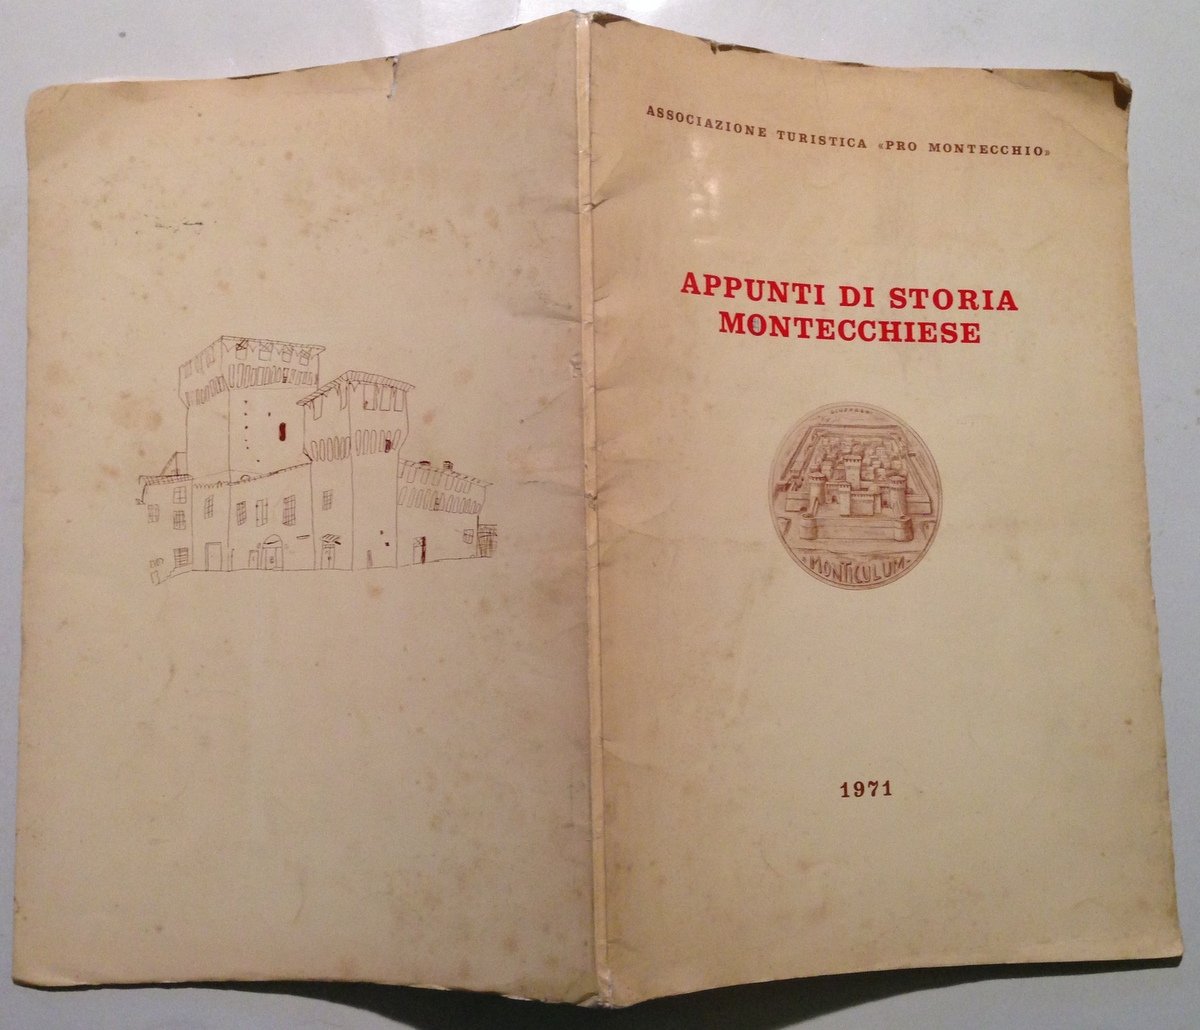 ASSOCIAZIONE TURISTICA «PRO MONTECCHIO»
APPUNTI DI STORIA
MONTECCHIESE
MONTICULUM
1971